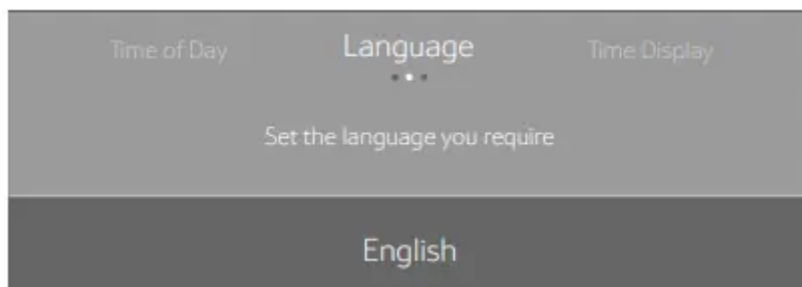 Time of Day Language Time Display
Set the language you require
English